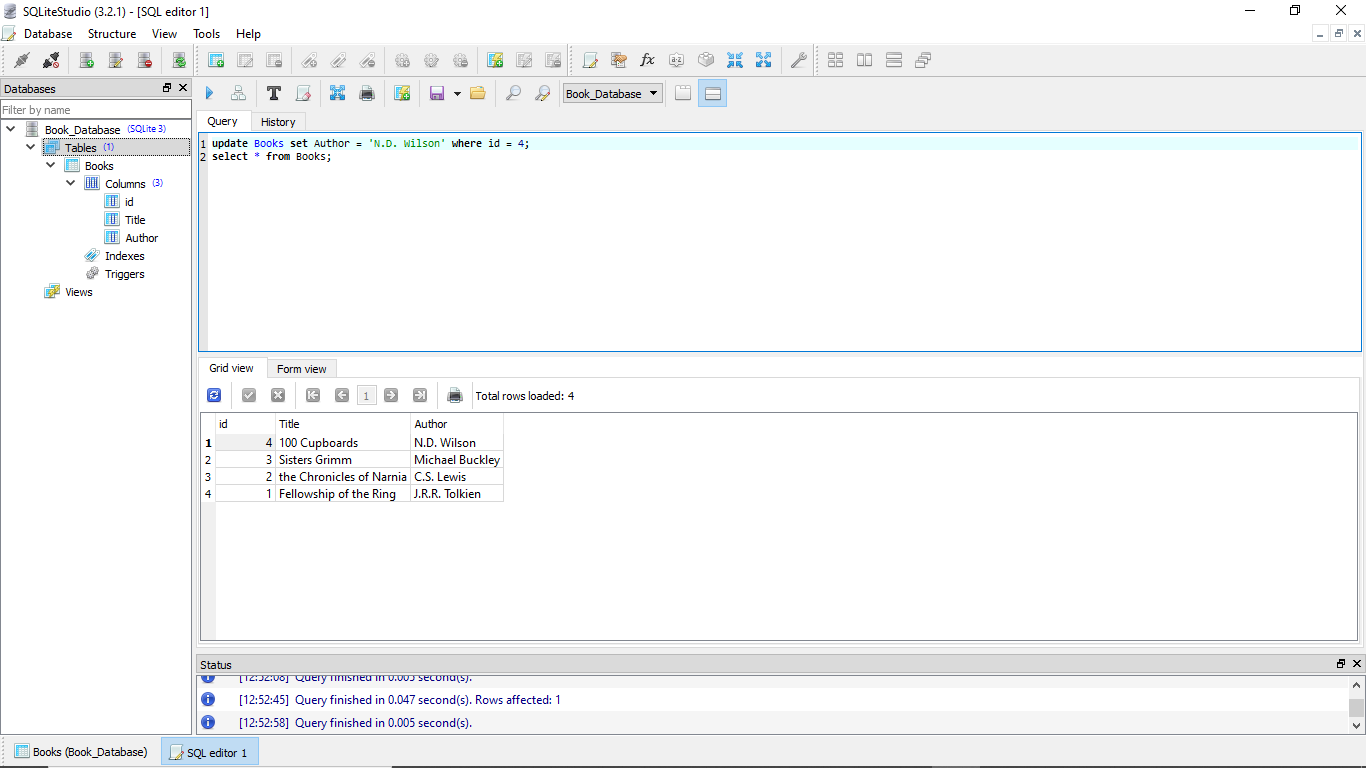 SQLiteStudio (3.2.1) - [SQL editor 1]
Database Structure View Tools Help
Databases
Filter by name
Book_Database (SQLite 3)
Tables (1)
Books
Columns (3)
id
Title
Author
Indexes
Triggers
Views
Book_Database
Query History
1 update Books set Author = 'N.D. Wilson' where id = 4;
2 select * from Books;
Grid view Form view
1 Total rows loaded: 4
id Title Author
1 4 100 Cupboards N.D. Wilson
2 3 Sisters Grimm Michael Buckley
3 2 the Chronicles of Narnia C.S. Lewis
4 1 Fellowship of the Ring J.R.R. Tolkien
Status
[12:52:08] Query finished in 0.005 second(s).
[12:52:45] Query finished in 0.047 second(s). Rows affected: 1
[12:52:58] Query finished in 0.005 second(s).
Books (Book_Database) SQL editor 1